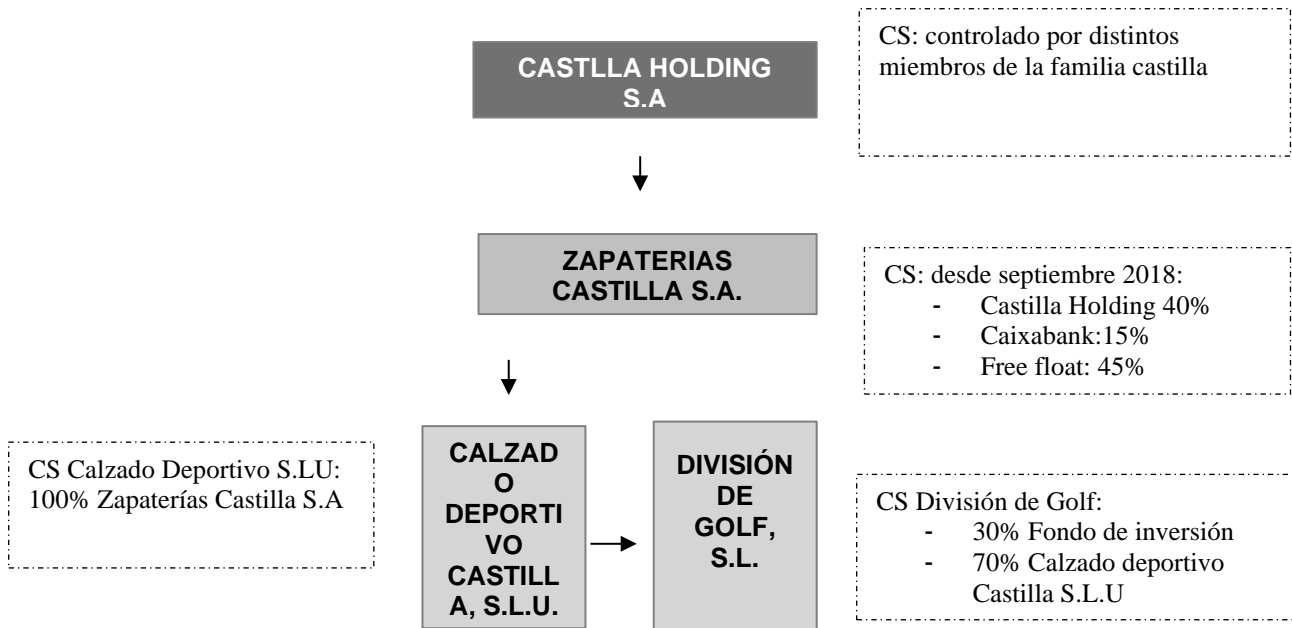 CASTLLA HOLDING
S.A
CS: controlado por distintos
miembros de la familia castilla
ZAPATERIAS
CASTILLA S.A.
CS: desde septiembre 2018:
- Castilla Holding 40%
- Caixabank:15%
- Free float: 45%
CS Calzado Deportivo S.LU:
100% Zapaterías Castilla S.A
CALZAD
O
DEPORTI
VO
CASTILL
A, S.L.U.
DIVISIÓN
DE
GOLF,
S.L.
CS División de Golf:
- 30% Fondo de inversión
- 70% Calzado deportivo
Castilla S.L.U